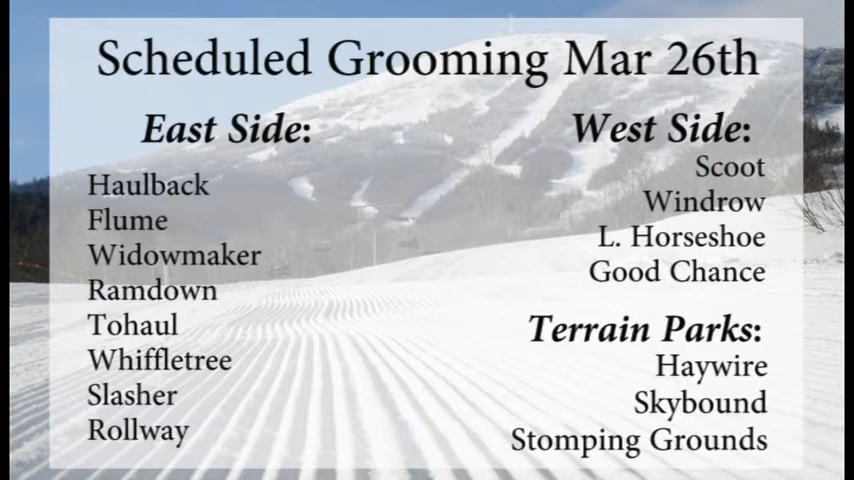 Scheduled Grooming Mar 26th
East Side:
Haulback
Flume
Widowmaker
Ramdown
Tohaul
Whiffletree
Slasher
Rollway
West Side:
Scoot
Windrow
L. Horseshoe
Good Chance
Terrain Parks:
Haywire
Skybound
Stomping Grounds